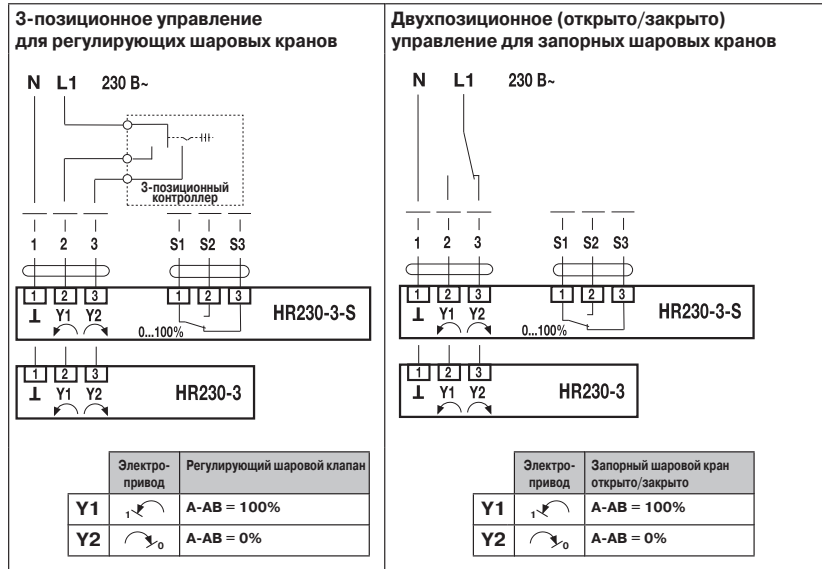 3-позиционное управление
для регулирующих шаровых кранов
N L1 230 В~
3-позиционный
контроллер
1 2 3 S1 S2 S3
1 2 3 1 2 3
⊥ Y1 Y2 0...100% HR230-3-S
1 2 3
⊥ Y1 Y2 HR230-3
Электро-
привод
Регулирующий шаровой клапан
Y1 1 A-AB = 100%
Y2 0 A-AB = 0%
Двухпозиционное (открыто/закрыто)
управление для запорных шаровых кранов
N L1 230 В~
1 2 3 S1 S2 S3
1 2 3 1 2 3
⊥ Y1 Y2 0...100% HR230-3-S
1 2 3
⊥ Y1 Y2 HR230-3
Электро-
привод
Запорный шаровой кран
открыто/закрыто
Y1 1 A-AB = 100%
Y2 0 A-AB = 0%